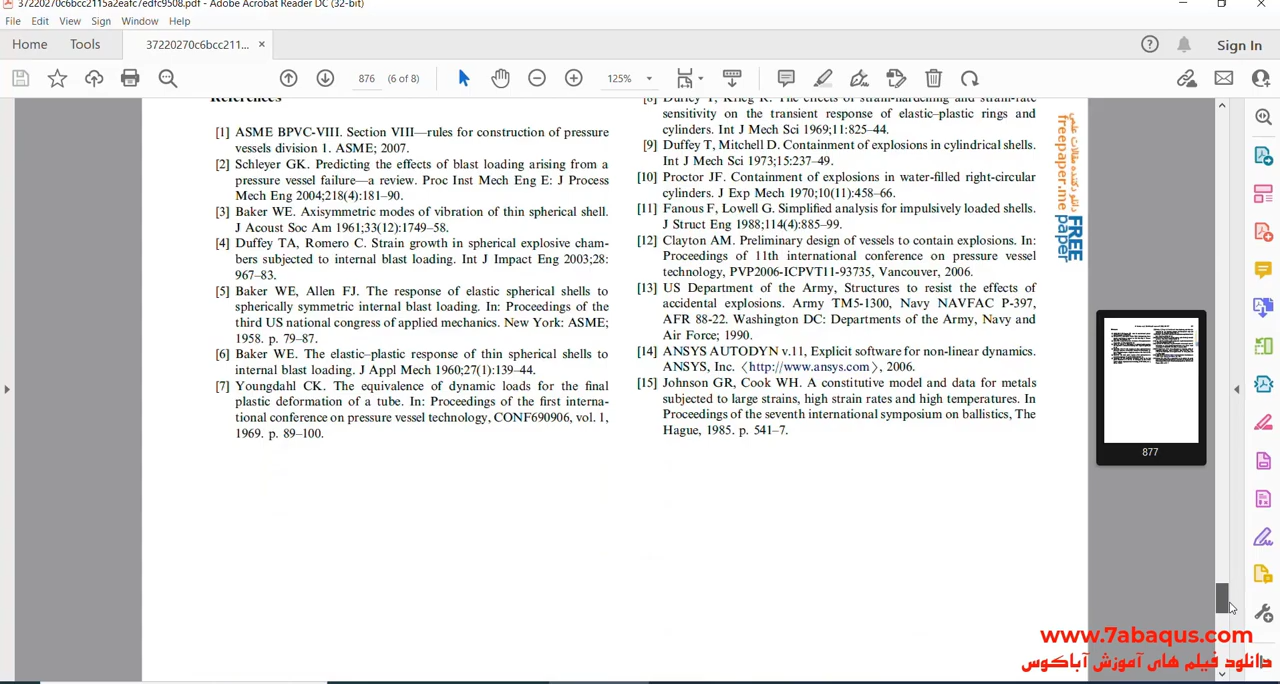 37220270c6bcc2115a2eafc7edfc9508.pdf - Adobe Acrobat Reader DC (32-bit)
File Edit View Sign Window Help
Home Tools 37220270c6bcc211... × Sign In
876 (6 of 8) 125%
References
[1] ASME BPVC-VIII. Section VIII—rules for construction of pressure
vessels division 1. ASME; 2007.
[2] Schleyer GK. Predicting the effects of blast loading arising from a
pressure vessel failure—a review. Proc Inst Mech Eng E: J Process
Mech Eng 2004;218(4):181–90.
[3] Baker WE. Axisymmetric modes of vibration of thin spherical shell.
J Acoust Soc Am 1961;33(12):1749–58.
[4] Duffey TA, Romero C. Strain growth in spherical explosive cham-
bers subjected to internal blast loading. Int J Impact Eng 2003;28:
967–83.
[5] Baker WE, Allen FJ. The response of elastic spherical shells to
spherically symmetric internal blast loading. In: Proceedings of the
third US national congress of applied mechanics. New York: ASME;
1958. p. 79–87.
[6] Baker WE. The elastic–plastic response of thin spherical shells to
internal blast loading. J Appl Mech 1960;27(1):139–44.
[7] Youngdahl CK. The equivalence of dynamic loads for the final
plastic deformation of a tube. In: Proceedings of the first interna-
tional conference on pressure vessel technology, CONF690906, vol. 1,
1969. p. 89–100.
[8] Duffey T, Krieg R. The effects of strain-hardening and strain-rate
sensitivity on the transient response of elastic–plastic rings and
cylinders. Int J Mech Sci 1969;11:825–44.
[9] Duffey T, Mitchell D. Containment of explosions in cylindrical shells.
Int J Mech Sci 1973;15:237–49.
[10] Proctor JF. Containment of explosions in water-filled right-circular
cylinders. J Exp Mech 1970;10(11):458–66.
[11] Fanous F, Lowell G. Simplified analysis for impulsively loaded shells.
J Struct Eng 1988;114(4):885–99.
[12] Clayton AM. Preliminary design of vessels to contain explosions. In:
Proceedings of 11th international conference on pressure vessel
technology, PVP2006-ICPVT11-93735, Vancouver, 2006.
[13] US Department of the Army, Structures to resist the effects of
accidental explosions. Army TM5-1300, Navy NAVFAC P-397,
AFR 88-22. Washington DC: Departments of the Army, Navy and
Air Force; 1990.
[14] ANSYS AUTODYN v.11, Explicit software for non-linear dynamics.
ANSYS, Inc. ⟨http://www.ansys.com⟩, 2006.
[15] Johnson GR, Cook WH. A constitutive model and data for metals
subjected to large strains, high strain rates and high temperatures. In
Proceedings of the seventh international symposium on ballistics, The
Hague, 1985. p. 541–7.
دانلود کننده مقالات علمی
freepaper.me
FREE
paper
877
www.7abaqus.com
دانلود فیلم های آموزش آباکوس